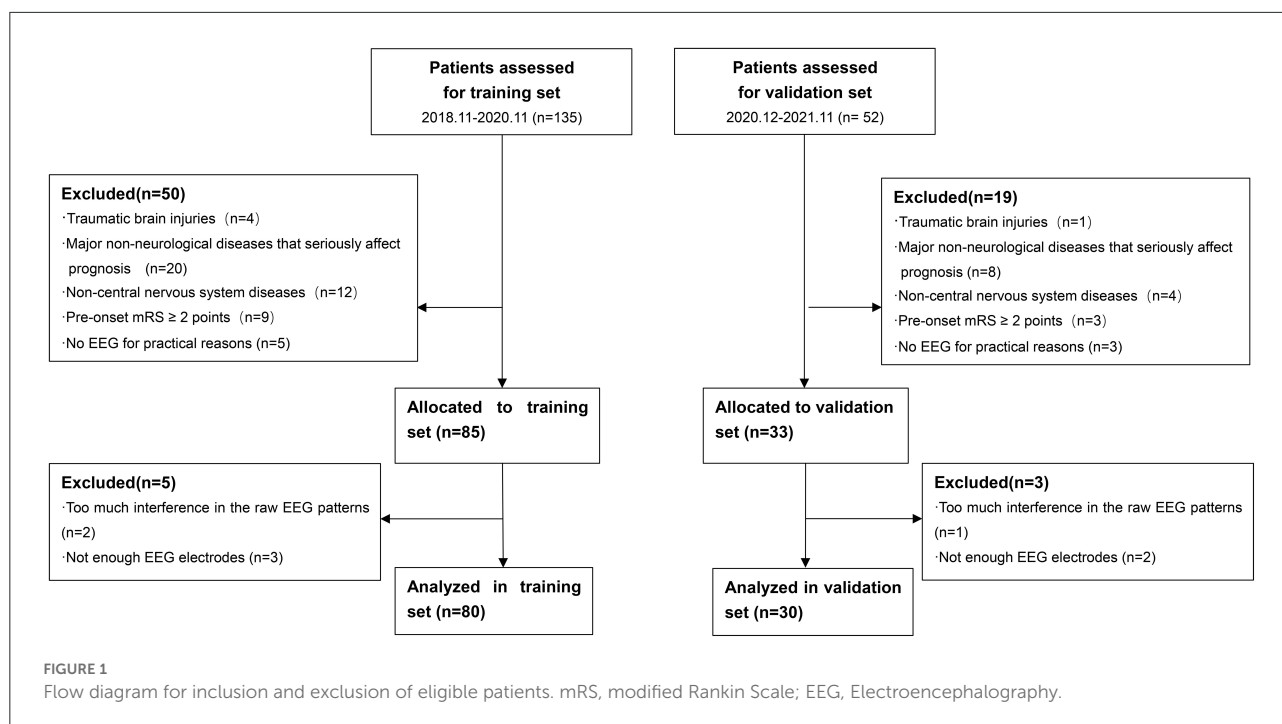 Patients assessed
for training set
2018.11-2020.11 (n=135)
Patients assessed
for validation set
2020.12-2021.11 (n= 52)
Excluded(n=50)
·Traumatic brain injuries（n=4）
·Major non-neurological diseases that seriously affect
prognosis （n=20）
·Non-central nervous system diseases（n=12）
·Pre-onset mRS ≥ 2 points（n=9）
·No EEG for practical reasons (n=5)
Excluded(n=19)
·Traumatic brain injuries（n=1）
·Major non-neurological diseases that seriously affect
prognosis (n=8)
·Non-central nervous system diseases（n=4）
·Pre-onset mRS ≥ 2 points（n=3）
·No EEG for practical reasons (n=3)
Allocated to training
set (n=85)
Allocated to validation
set (n=33)
Excluded(n=5)
·Too much interference in the raw EEG patterns
(n=2)
·Not enough EEG electrodes (n=3)
Excluded(n=3)
·Too much interference in the raw EEG patterns
(n=1)
·Not enough EEG electrodes (n=2)
Analyzed in training
set (n=80)
Analyzed in validation
set (n=30)
FIGURE 1
Flow diagram for inclusion and exclusion of eligible patients. mRS, modified Rankin Scale; EEG, Electroencephalography.